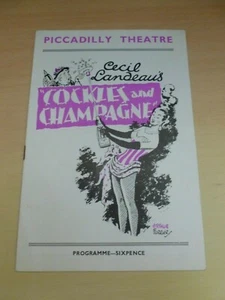 PICCADILLY THEATRE
Cecil
Landeau's
"COCKLES and
CHAMPAGNE"
PROGRAMME—SIXPENCE